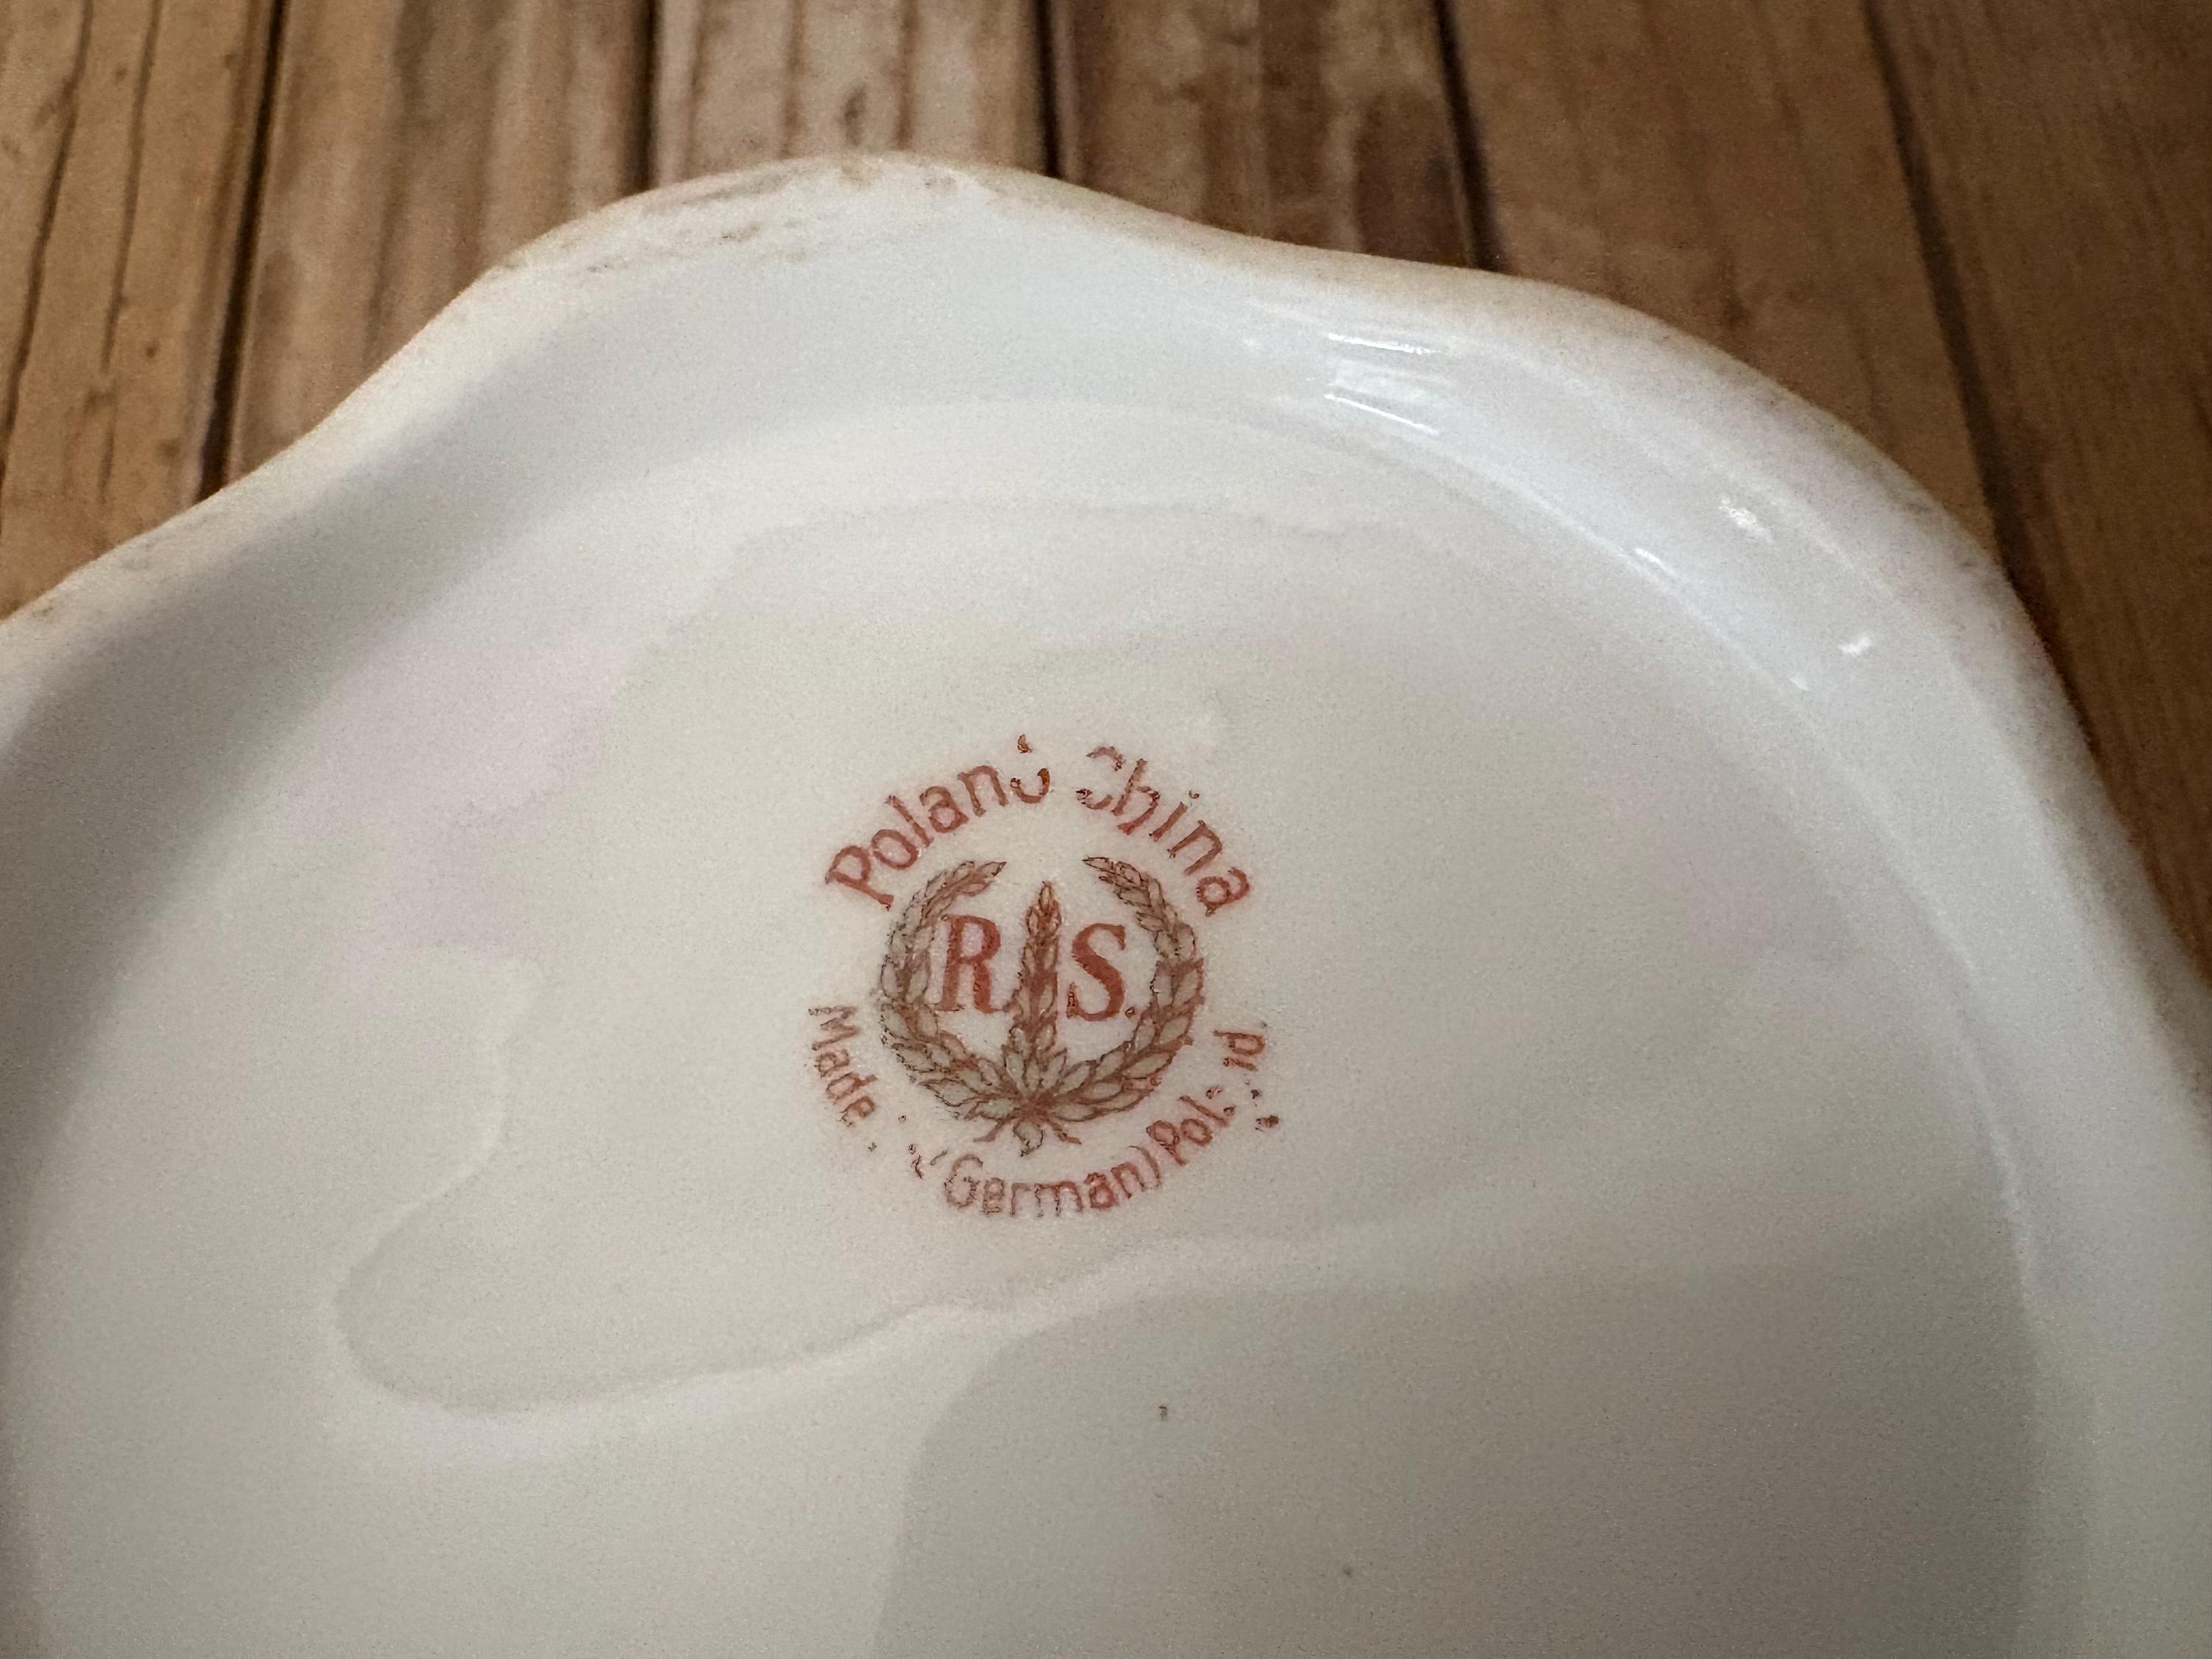 Poland China
R S.
Made (German) Poland